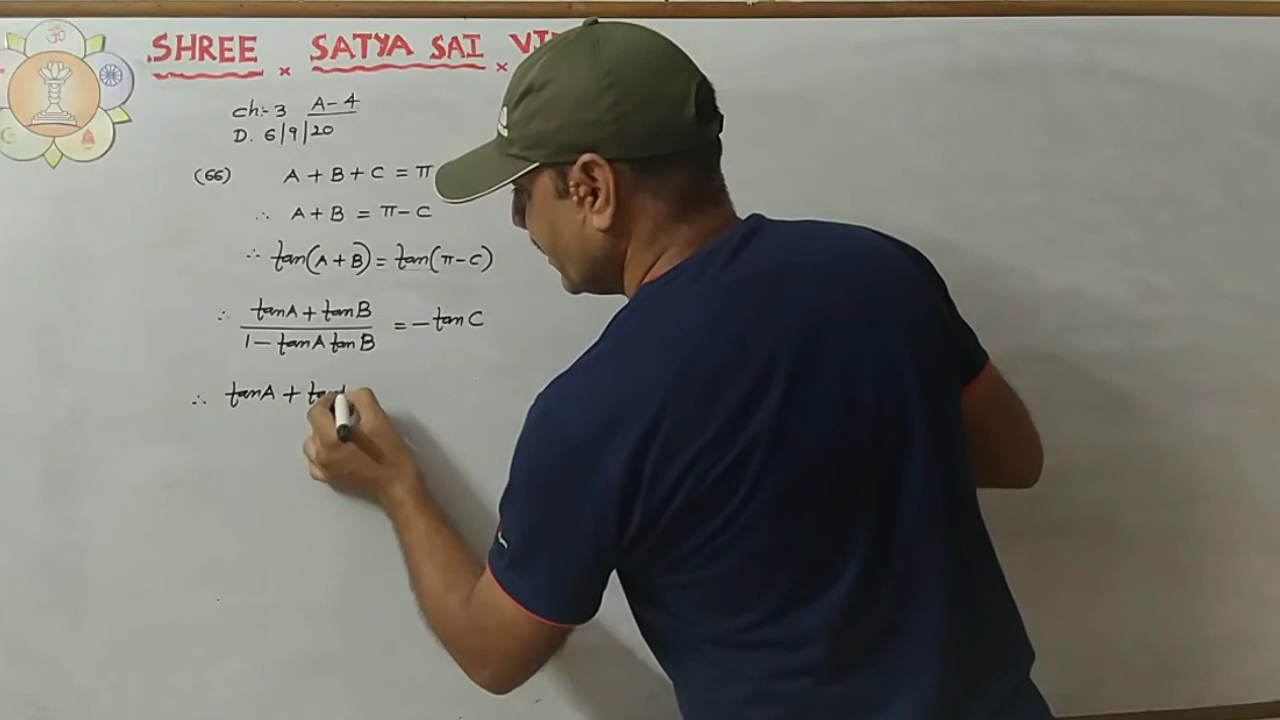 SHREE SATYA SAI
Ch:- 3 A-4
D. 6/9/20
(66) A + B + C = π
∴ A + B = π - C
∴ tan(A + B) = tan(π - C)
∴ tanA + tanB / 1 - tanA tanB = - tanC
∴ tanA +